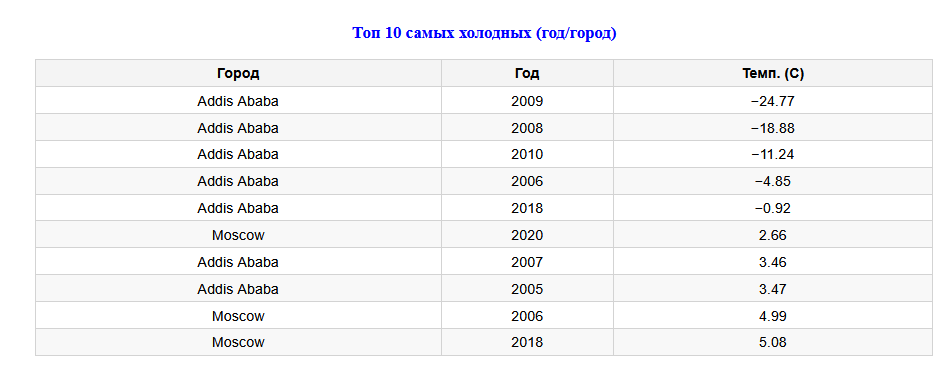 Топ 10 самых холодных (год/город)
Город Год Темп. (C)
Addis Ababa 2009 −24.77
Addis Ababa 2008 −18.88
Addis Ababa 2010 −11.24
Addis Ababa 2006 −4.85
Addis Ababa 2018 −0.92
Moscow 2020 2.66
Addis Ababa 2007 3.46
Addis Ababa 2005 3.47
Moscow 2006 4.99
Moscow 2018 5.08